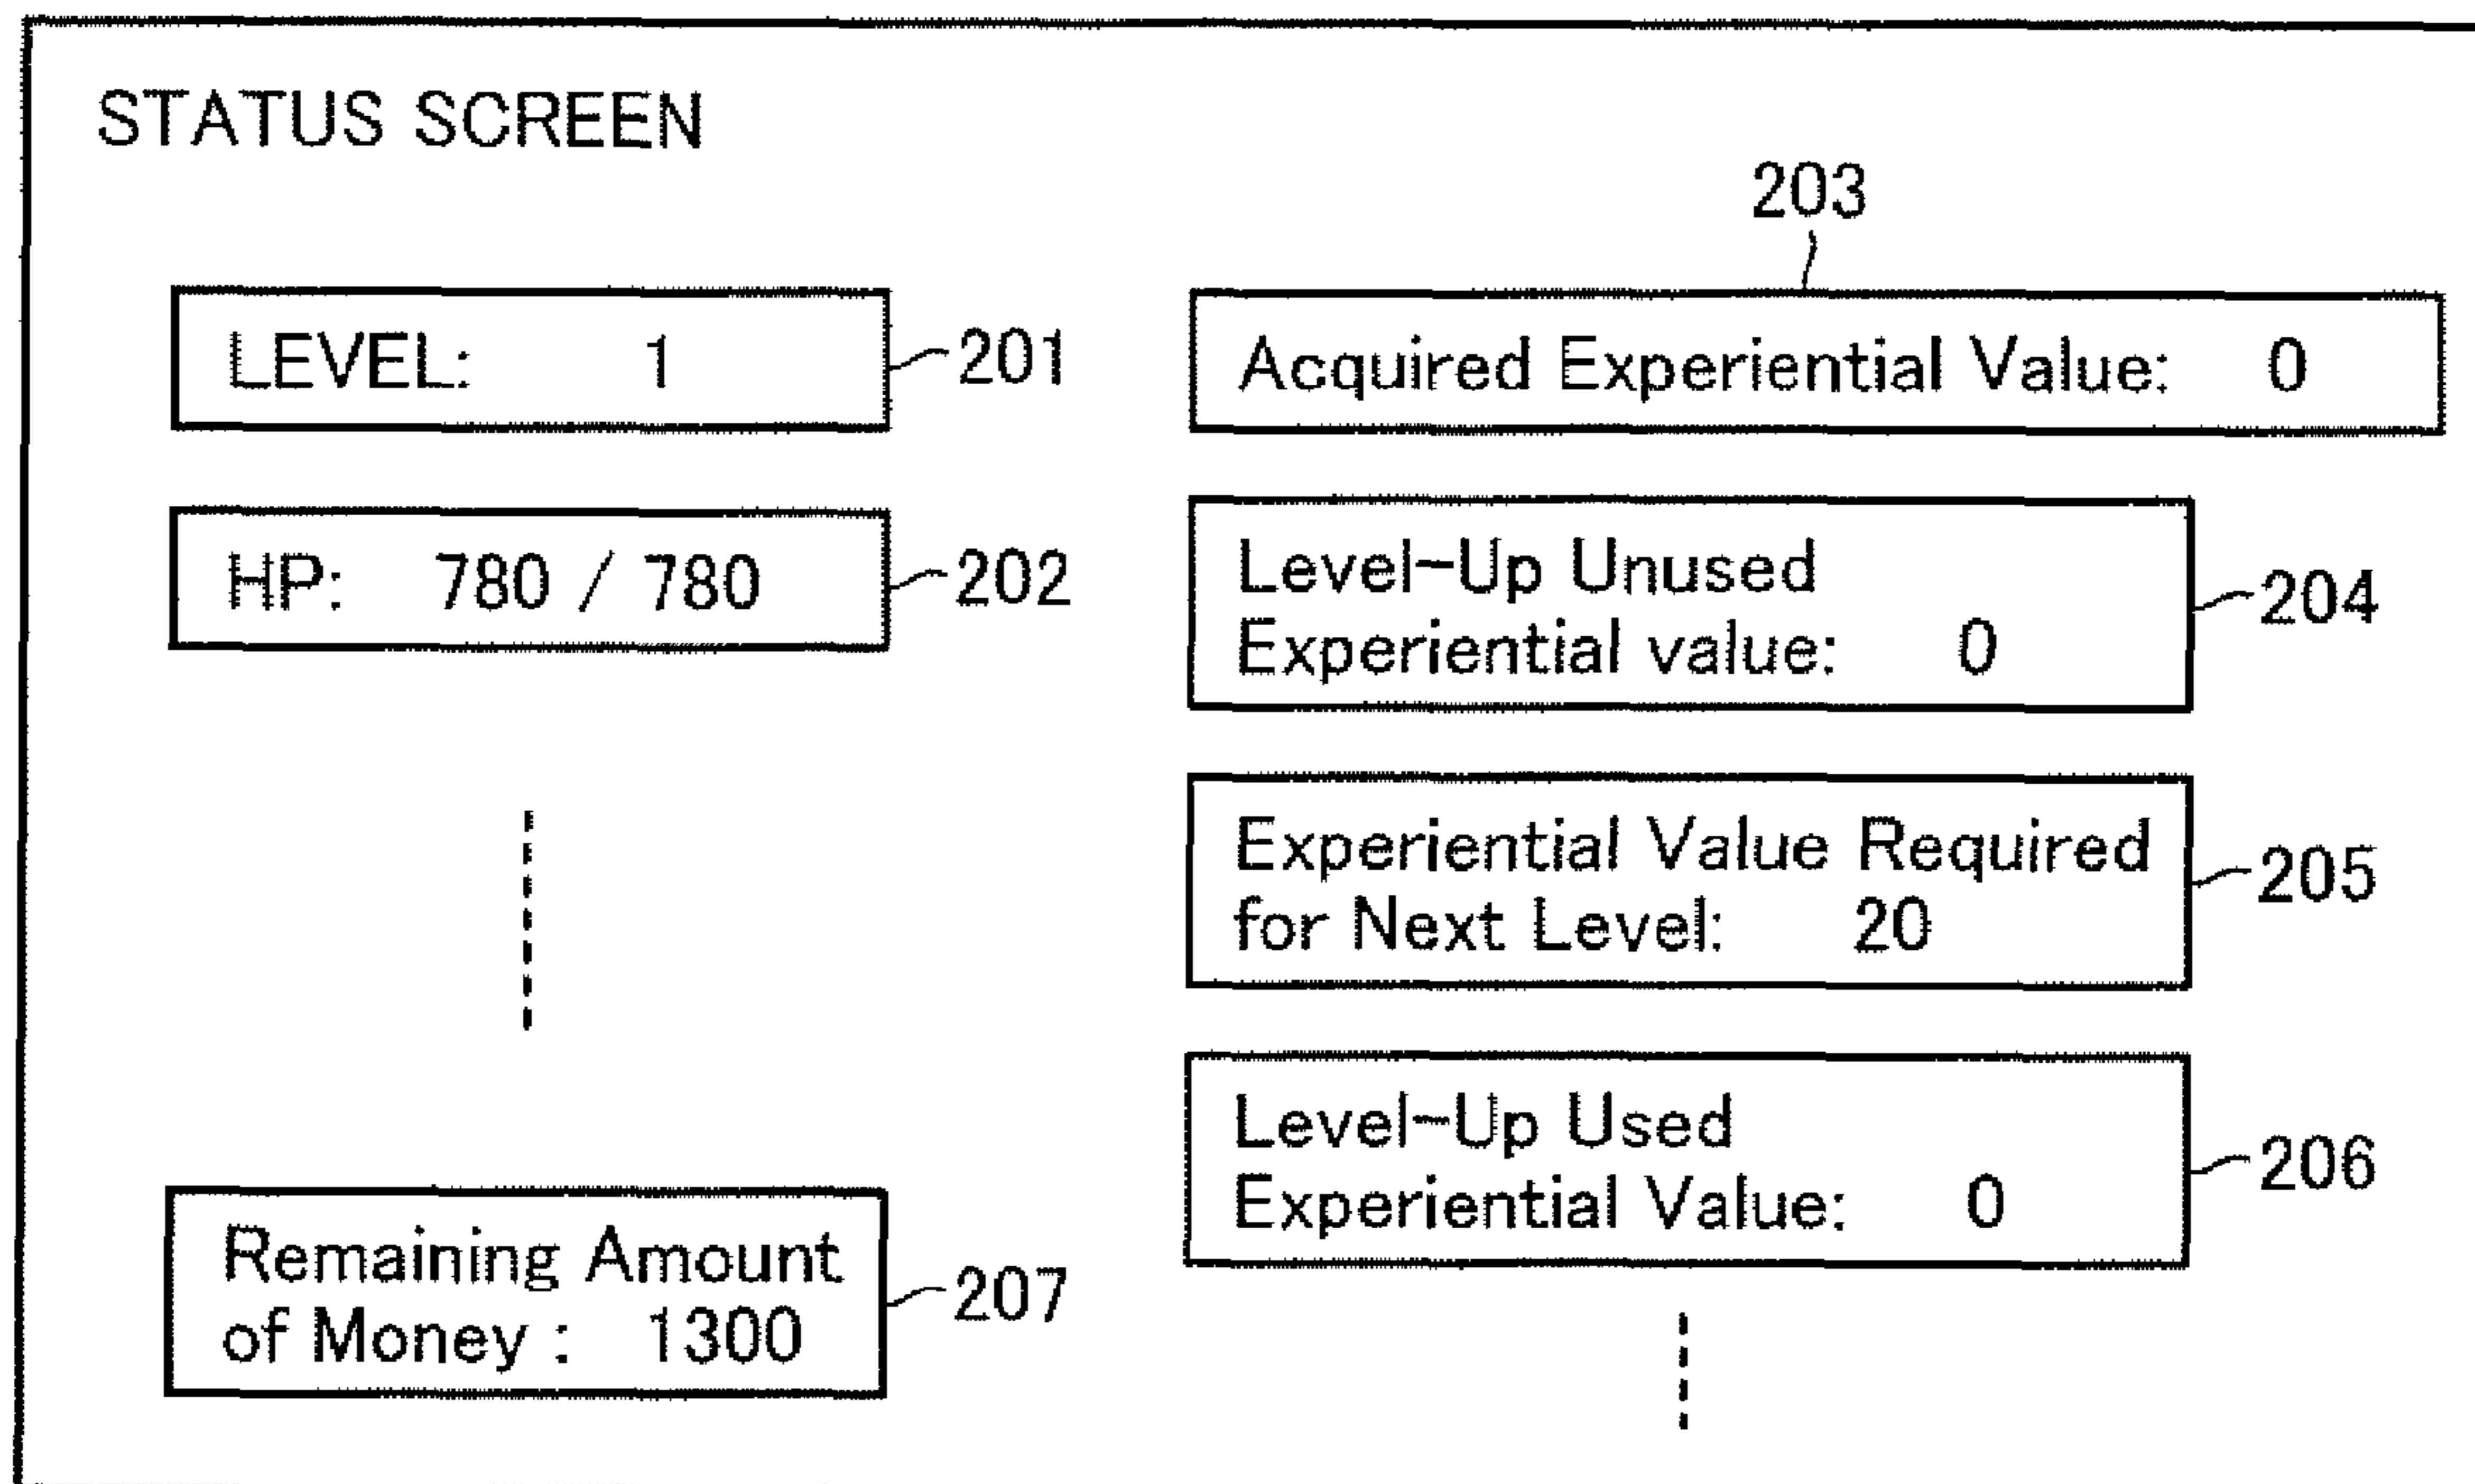 STATUS SCREEN
LEVEL: 1
201
HP: 780 / 780
202
Remaining Amount
of Money : 1300
207
203
Acquired Experiential Value: 0
Level-Up Unused
Experiential value: 0
204
Experiential Value Required
for Next Level: 20
205
Level-Up Used
Experiential Value: 0
206